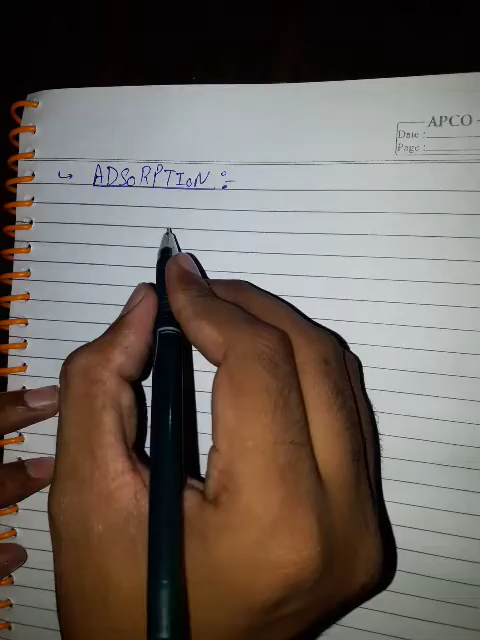 APCO
Date :
Page :
↳ ADSORPTION :-